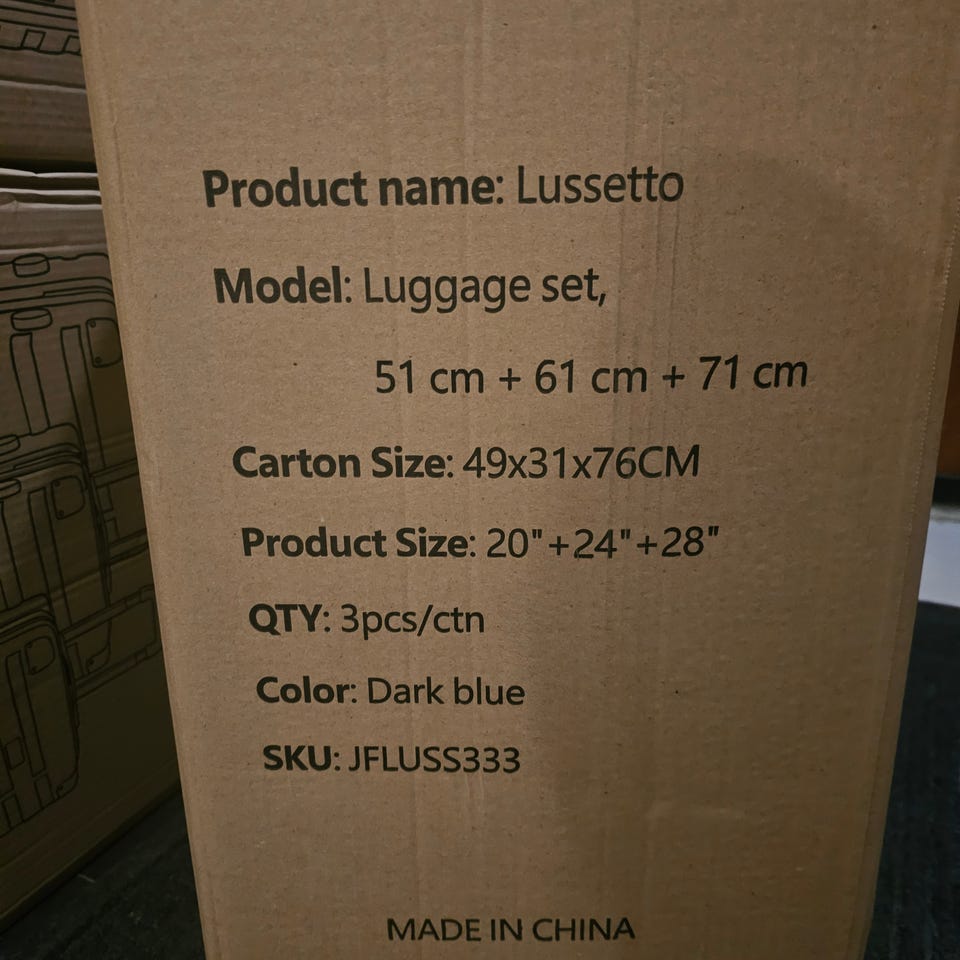 Product name: Lussetto
Model: Luggage set,
51 cm + 61 cm + 71 cm
Carton Size: 49x31x76CM
Product Size: 20"+24"+28"
QTY: 3pcs/ctn
Color: Dark blue
SKU: JFLUSS333
MADE IN CHINA